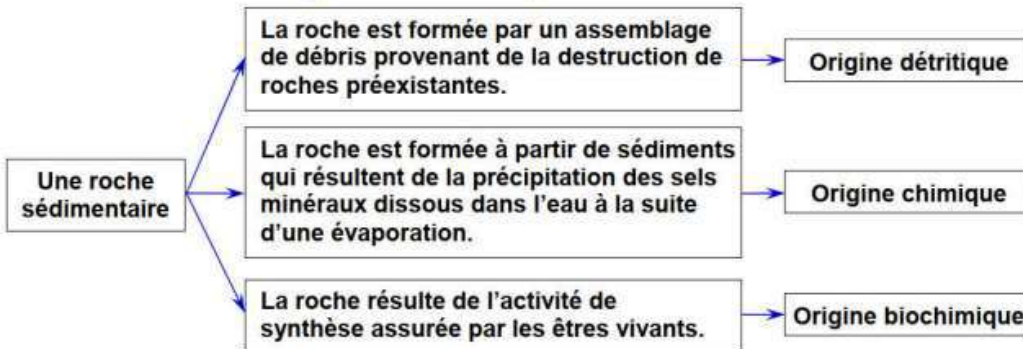 La roche est formée par un assemblage
de débris provenant de la destruction de
roches préexistantes.
Origine détritique
Une roche
sédimentaire
La roche est formée à partir de sédiments
qui résultent de la précipitation des sels
minéraux dissous dans l'eau à la suite
d'une évaporation.
Origine chimique
La roche résulte de l'activité de
synthèse assurée par les êtres vivants.
Origine biochimique